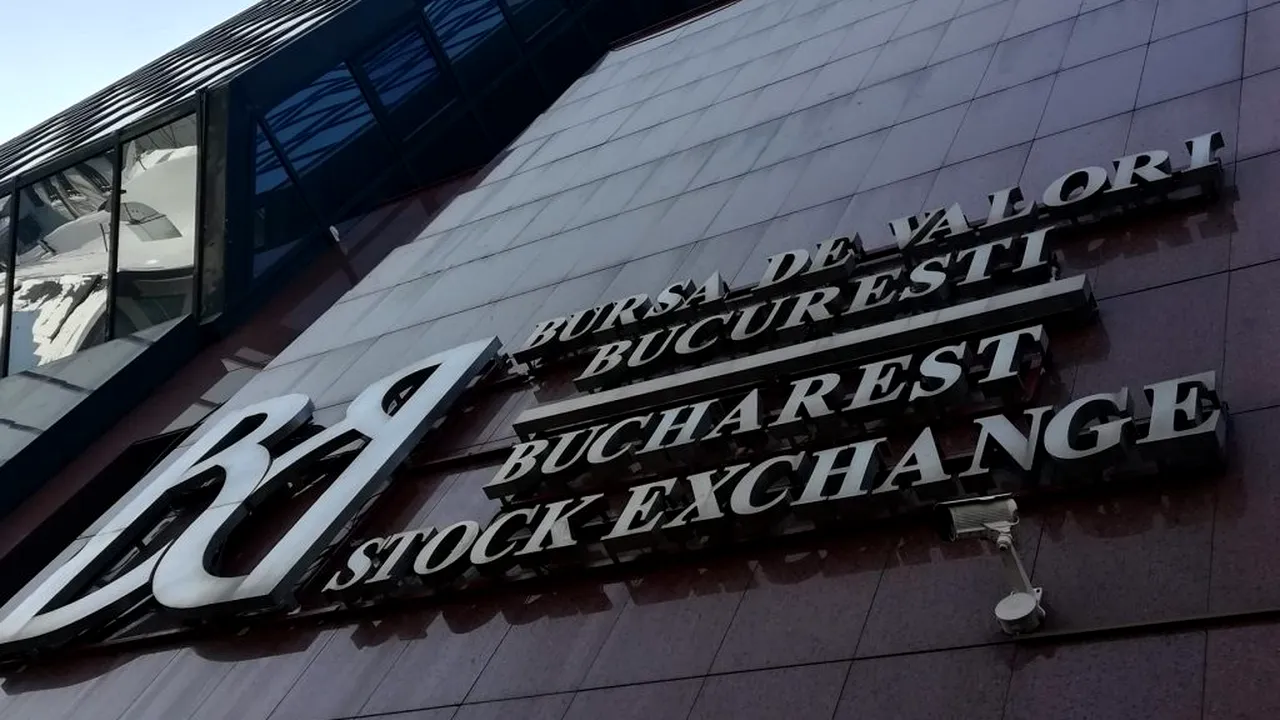 BURSA DE VALORI
BUCURESTI
BUCHAREST
STOCK EXCHANGE